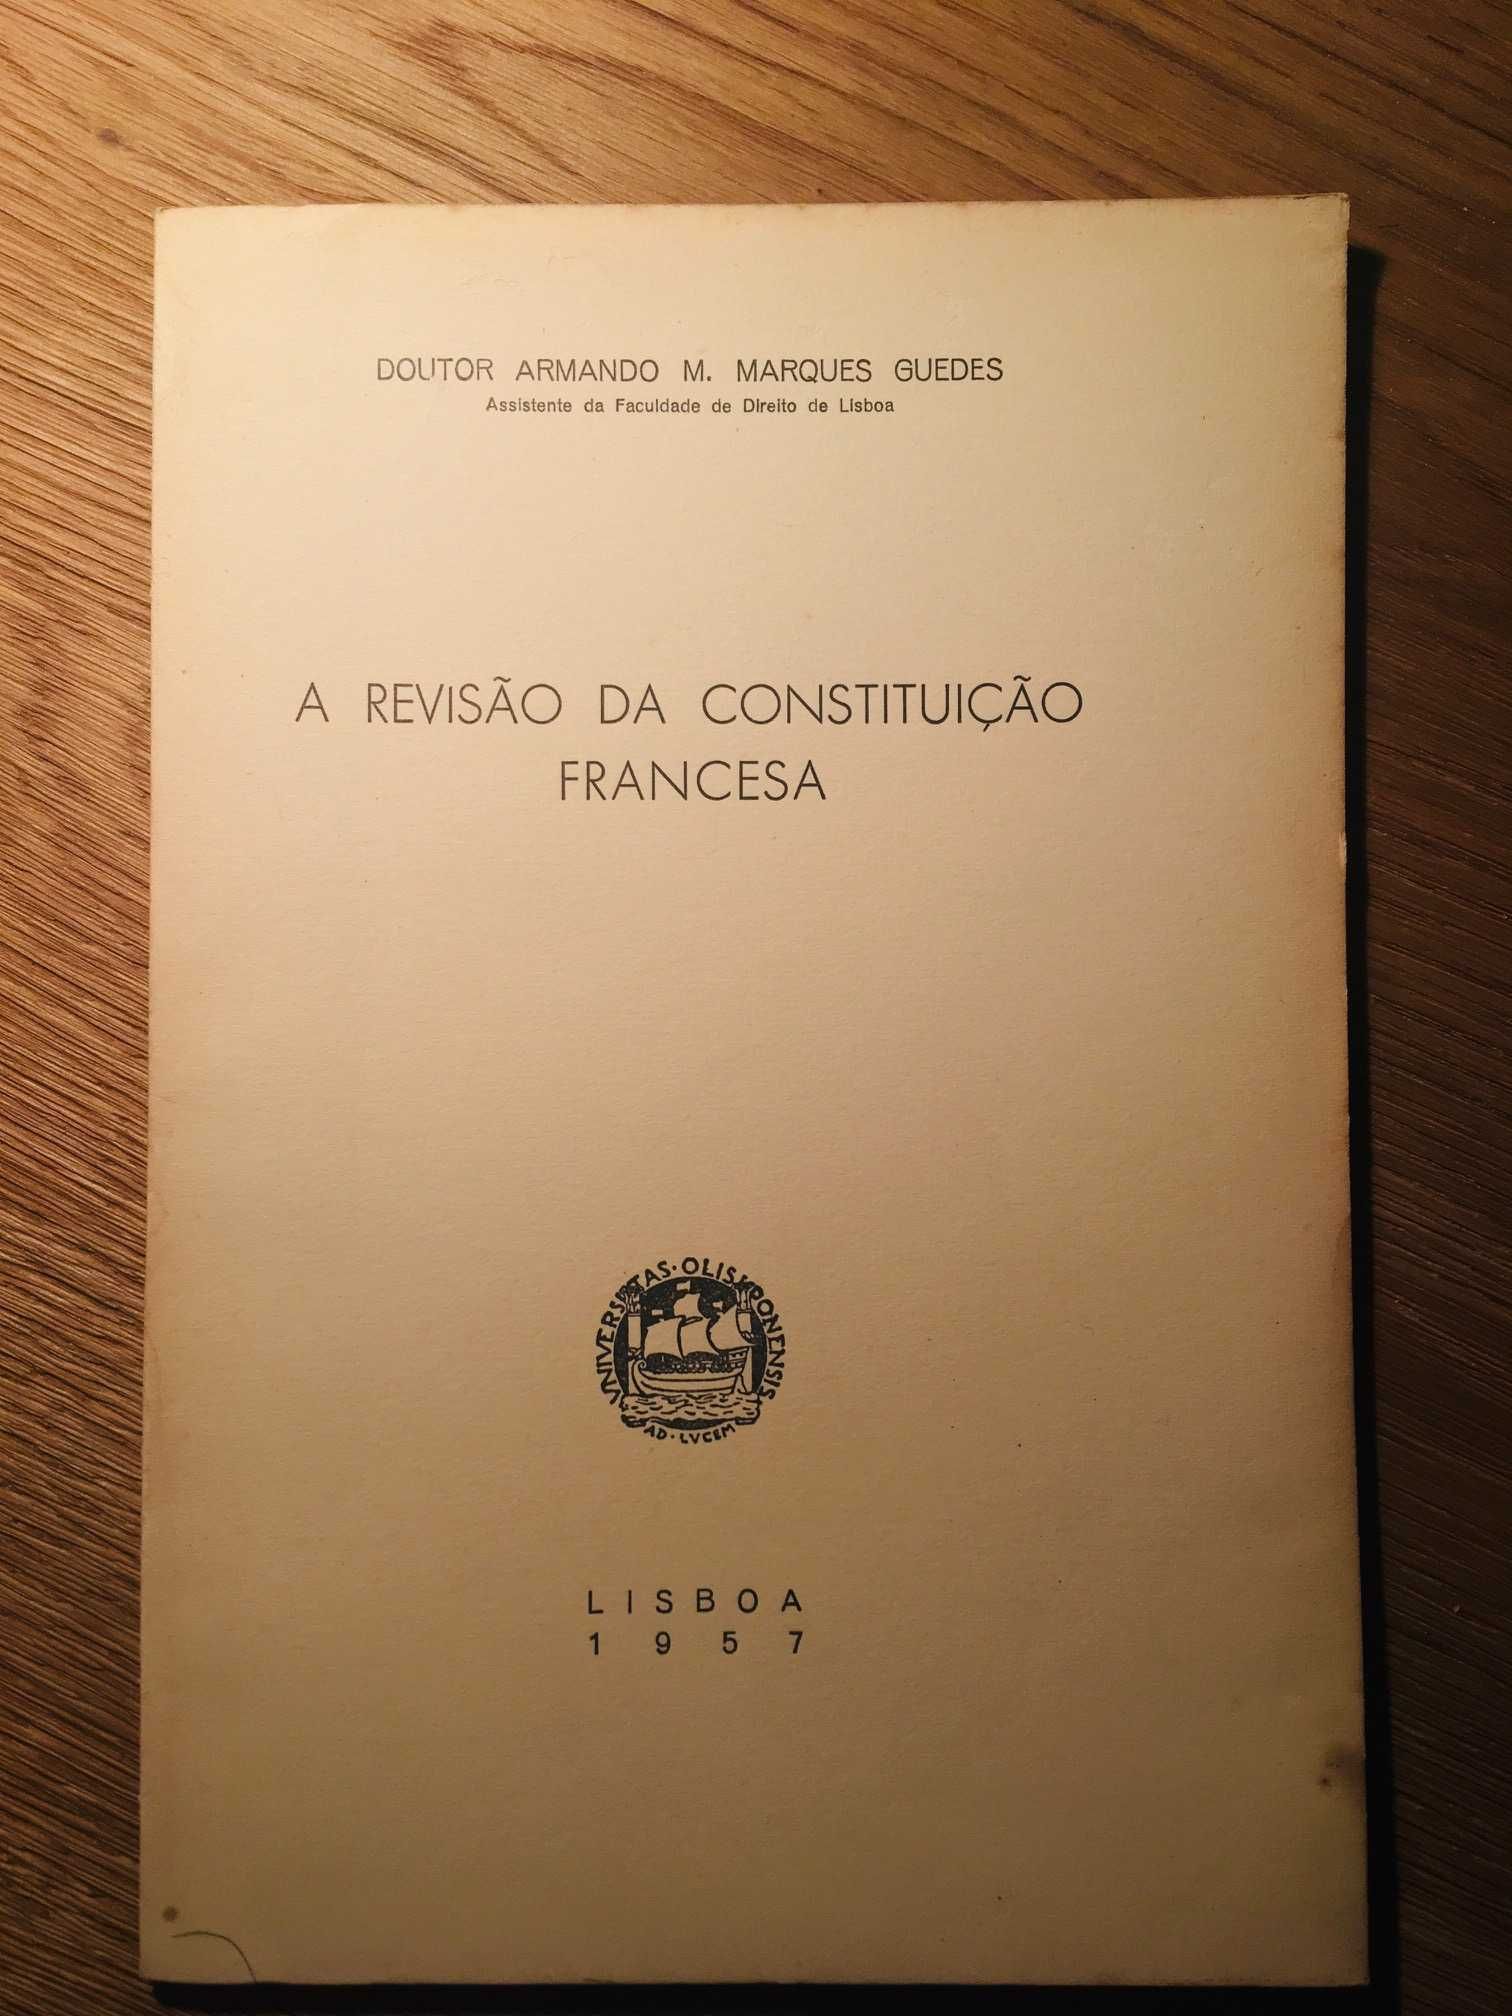 DOUTOR ARMANDO M. MARQUES GUEDES
Assistente da Faculdade de Direito de Lisboa
A REVISÃO DA CONSTITUIÇÃO
FRANCESA
VNIVERSITAS · OLISIPONENSIS
AD · LVCEM
LISBOA
1957